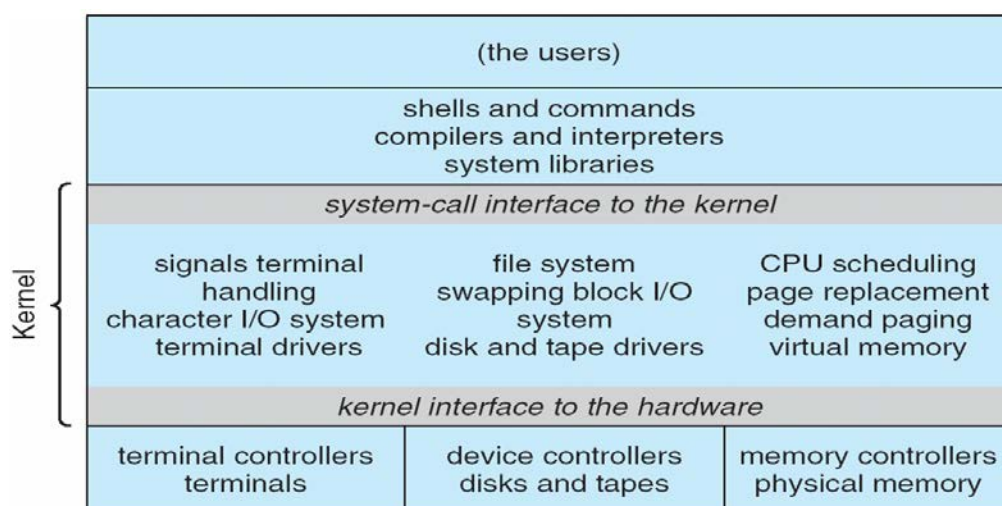 (the users)
shells and commands
compilers and interpreters
system libraries
Kernel
system-call interface to the kernel
signals terminal
handling
character I/O system
terminal drivers
file system
swapping block I/O
system
disk and tape drivers
CPU scheduling
page replacement
demand paging
virtual memory
kernel interface to the hardware
terminal controllers
terminals
device controllers
disks and tapes
memory controllers
physical memory